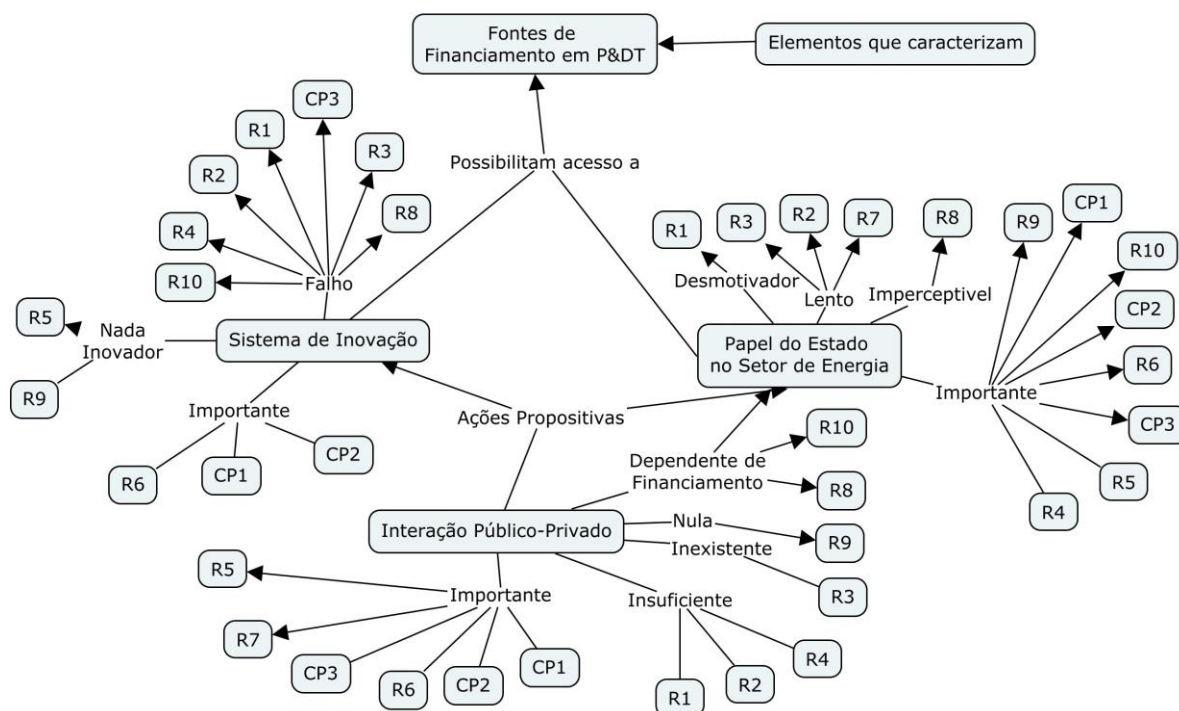 Fontes de
Financiamento em P&DT
Elementos que caracterizam
CP3
R1
R3
R2
R8
R4
R10
Falho
Possibilitam acesso a
R1
R3
R2
R7
R8
R9
CP1
R10
CP2
R6
CP3
R5
R4
Desmotivador
Lento
Imperceptivel
Importante
R5
Nada
Inovador
R9
Sistema de Inovação
Papel do Estado
no Setor de Energia
Importante
R6
CP1
CP2
Ações Propositivas
Dependente de
Financiamento
R10
R8
Interação Público-Privado
Nula
R9
Inexistente
R3
R5
R7
Importante
CP3
R6
CP2
CP1
Insuficiente
R1
R2
R4